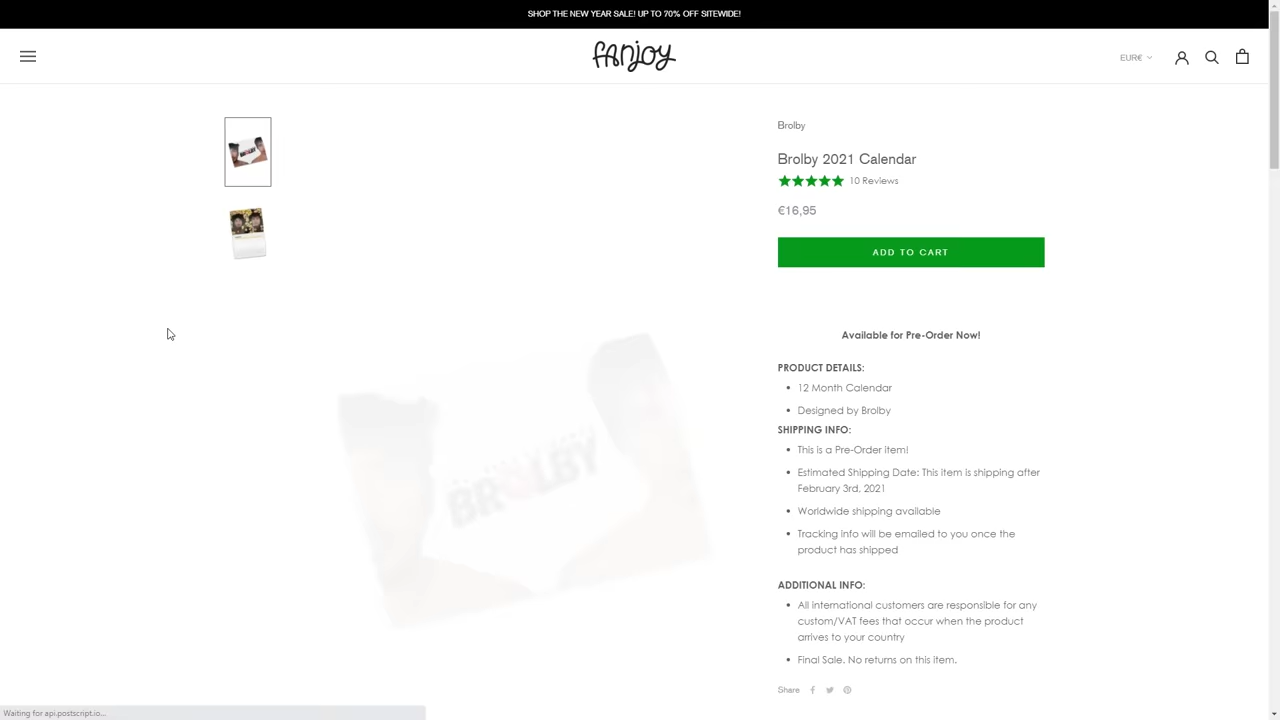 SHOP THE NEW YEAR SALE! UP TO 70% OFF SITEWIDE!
fanjoy
EUR€
Brolby
Brolby 2021 Calendar
10 Reviews
€16,95
ADD TO CART
Available for Pre-Order Now!
PRODUCT DETAILS:
12 Month Calendar
Designed by Brolby
SHIPPING INFO:
This is a Pre-Order item!
Estimated Shipping Date: This item is shipping after
February 3rd, 2021
Worldwide shipping available
Tracking info will be emailed to you once the
product has shipped
ADDITIONAL INFO:
All international customers are responsible for any
custom/VAT fees that occur when the product
arrives to your country
Final Sale. No returns on this item.
Share
BROLBY
BROLBY
Waiting for api.postscript.io...